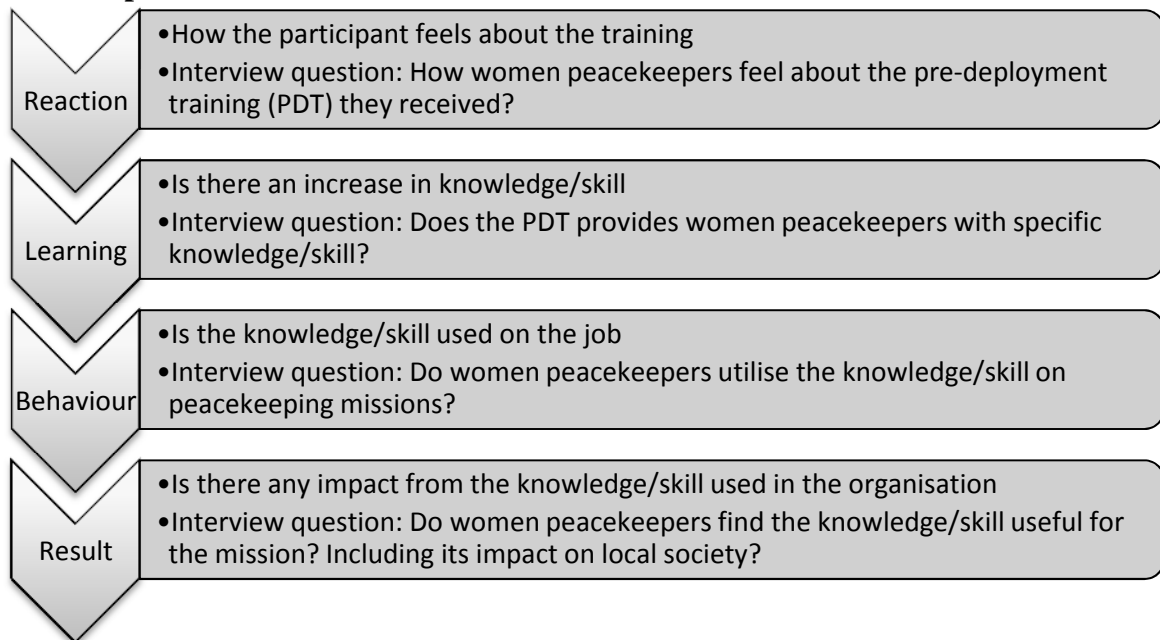 Reaction
•How the participant feels about the training
•Interview question: How women peacekeepers feel about the pre-deployment
training (PDT) they received?
Learning
•Is there an increase in knowledge/skill
•Interview question: Does the PDT provides women peacekeepers with specific
knowledge/skill?
Behaviour
•Is the knowledge/skill used on the job
•Interview question: Do women peacekeepers utilise the knowledge/skill on
peacekeeping missions?
Result
•Is there any impact from the knowledge/skill used in the organisation
•Interview question: Do women peacekeepers find the knowledge/skill useful for
the mission? Including its impact on local society?